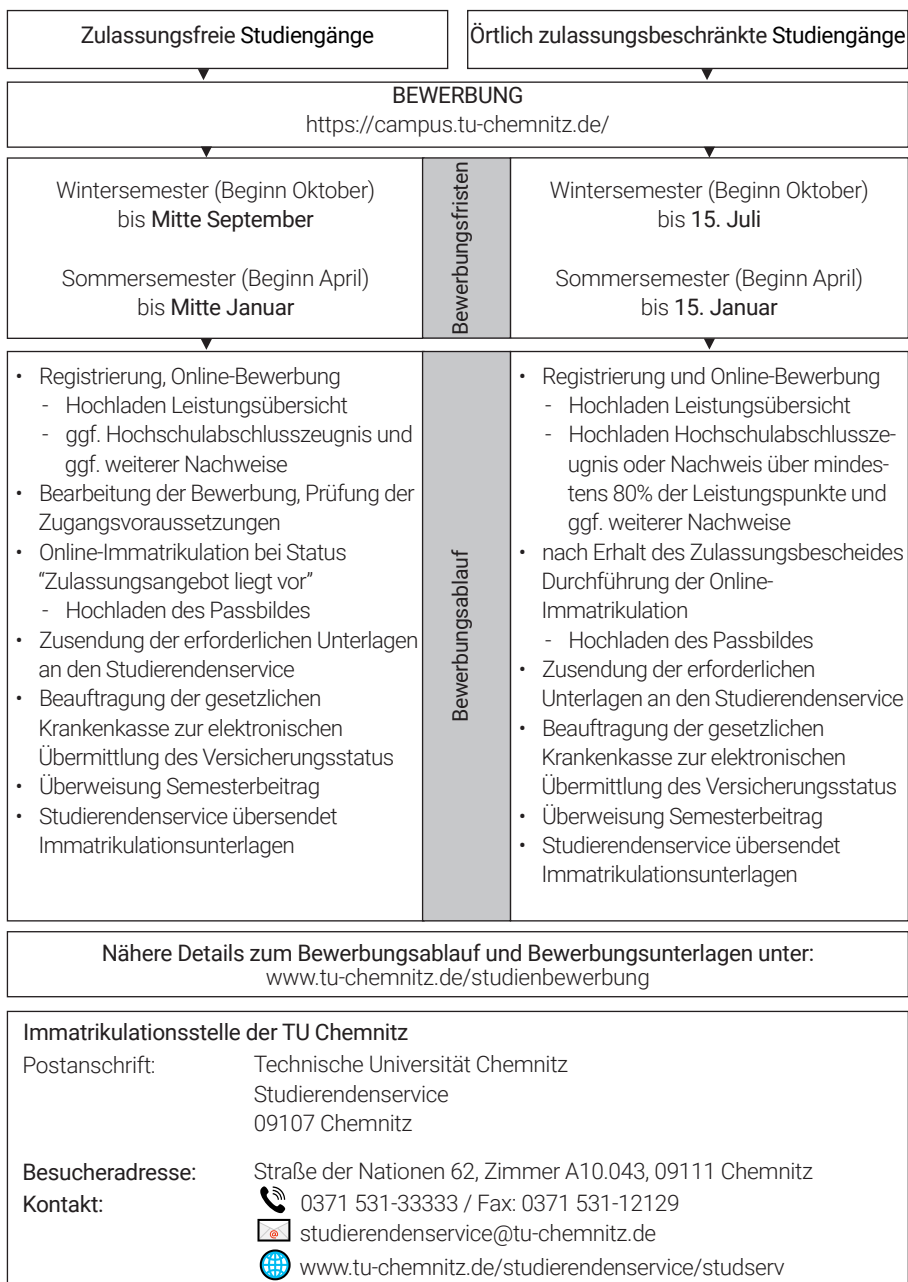 Zulassungsfreie Studiengänge
Örtlich zulassungsbeschränkte Studiengänge
BEWERBUNG
https://campus.tu-chemnitz.de/
Wintersemester (Beginn Oktober)
bis Mitte September
Sommersemester (Beginn April)
bis Mitte Januar
Bewerbungsfristen
Wintersemester (Beginn Oktober)
bis 15. Juli
Sommersemester (Beginn April)
bis 15. Januar
• Registrierung, Online-Bewerbung
- Hochladen Leistungsübersicht
- ggf. Hochschulabschlusszeugnis und
ggf. weiterer Nachweise
• Bearbeitung der Bewerbung, Prüfung der
Zugangsvoraussetzungen
• Online-Immatrikulation bei Status
"Zulassungsangebot liegt vor"
- Hochladen des Passbildes
• Zusendung der erforderlichen Unterlagen
an den Studierendenservice
• Beauftragung der gesetzlichen
Krankenkasse zur elektronischen
Übermittlung des Versicherungsstatus
• Überweisung Semesterbeitrag
• Studierendenservice übersendet
Immatrikulationsunterlagen
Bewerbungsablauf
• Registrierung und Online-Bewerbung
- Hochladen Leistungsübersicht
- Hochladen Hochschulabschlussze-
ugnis oder Nachweis über mindes-
tens 80% der Leistungspunkte und
ggf. weiterer Nachweise
• nach Erhalt des Zulassungsbescheides
Durchführung der Online-
Immatrikulation
- Hochladen des Passbildes
• Zusendung der erforderlichen
Unterlagen an den Studierendenservice
• Beauftragung der gesetzlichen
Krankenkasse zur elektronischen
Übermittlung des Versicherungsstatus
• Überweisung Semesterbeitrag
• Studierendenservice übersendet
Immatrikulationsunterlagen
Nähere Details zum Bewerbungsablauf und Bewerbungsunterlagen unter:
www.tu-chemnitz.de/studienbewerbung
Immatrikulationsstelle der TU Chemnitz
Postanschrift: Technische Universität Chemnitz
Studierendenservice
09107 Chemnitz
Besucheradresse: Straße der Nationen 62, Zimmer A10.043, 09111 Chemnitz
Kontakt: 0371 531-33333 / Fax: 0371 531-12129
@ studierendenservice@tu-chemnitz.de
www.tu-chemnitz.de/studierendenservice/studserv